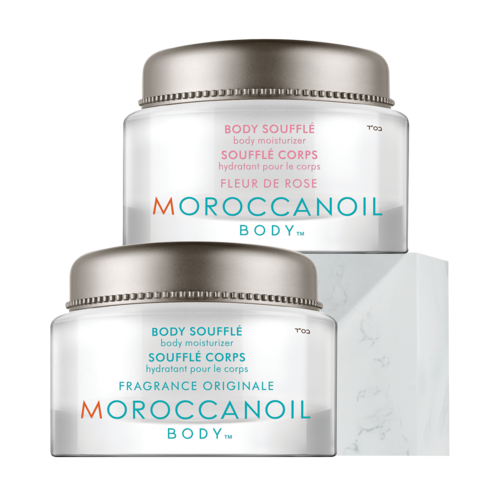 BODY SOUFFLÉ
body moisturizer
SOUFFLÉ CORPS
hydratant pour le corps
FLEUR DE ROSE
MOROCCANOIL
BODY™
BODY SOUFFLÉ
body moisturizer
SOUFFLÉ CORPS
hydratant pour le corps
FRAGRANCE ORIGINALE
MOROCCANOIL
BODY™